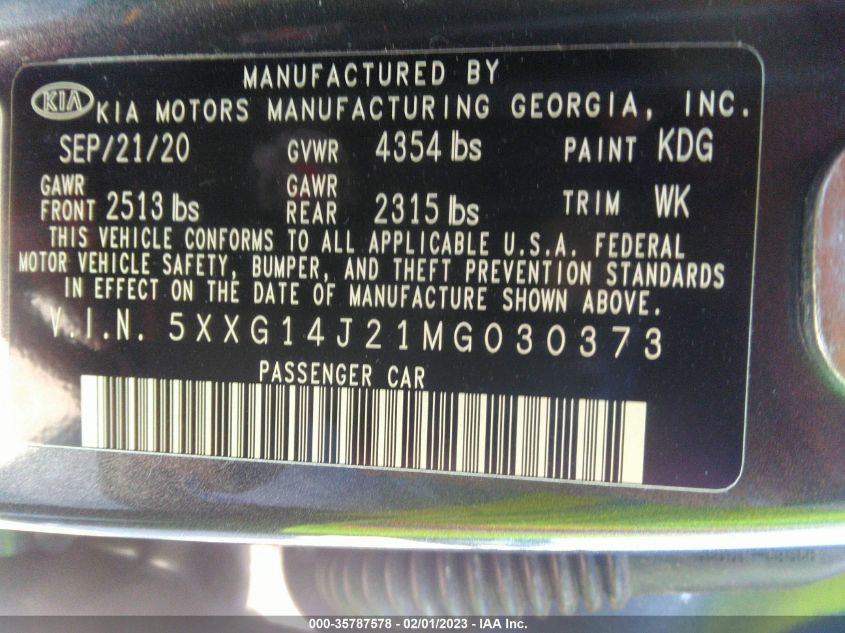 MANUFACTURED BY
KIA KIA MOTORS MANUFACTURING GEORGIA, INC.
SEP/21/20 GVWR 4354 lbs PAINT KDG
GAWR FRONT 2513 lbs GAWR REAR 2315 lbs TRIM WK
THIS VEHICLE CONFORMS TO ALL APPLICABLE U.S.A. FEDERAL
MOTOR VEHICLE SAFETY, BUMPER, AND THEFT PREVENTION STANDARDS
IN EFFECT ON THE DATE OF MANUFACTURE SHOWN ABOVE.
V.I.N. 5XXG14J21MG030373
PASSENGER CAR
000-35787578 - 02/01/2023 - IAA Inc.